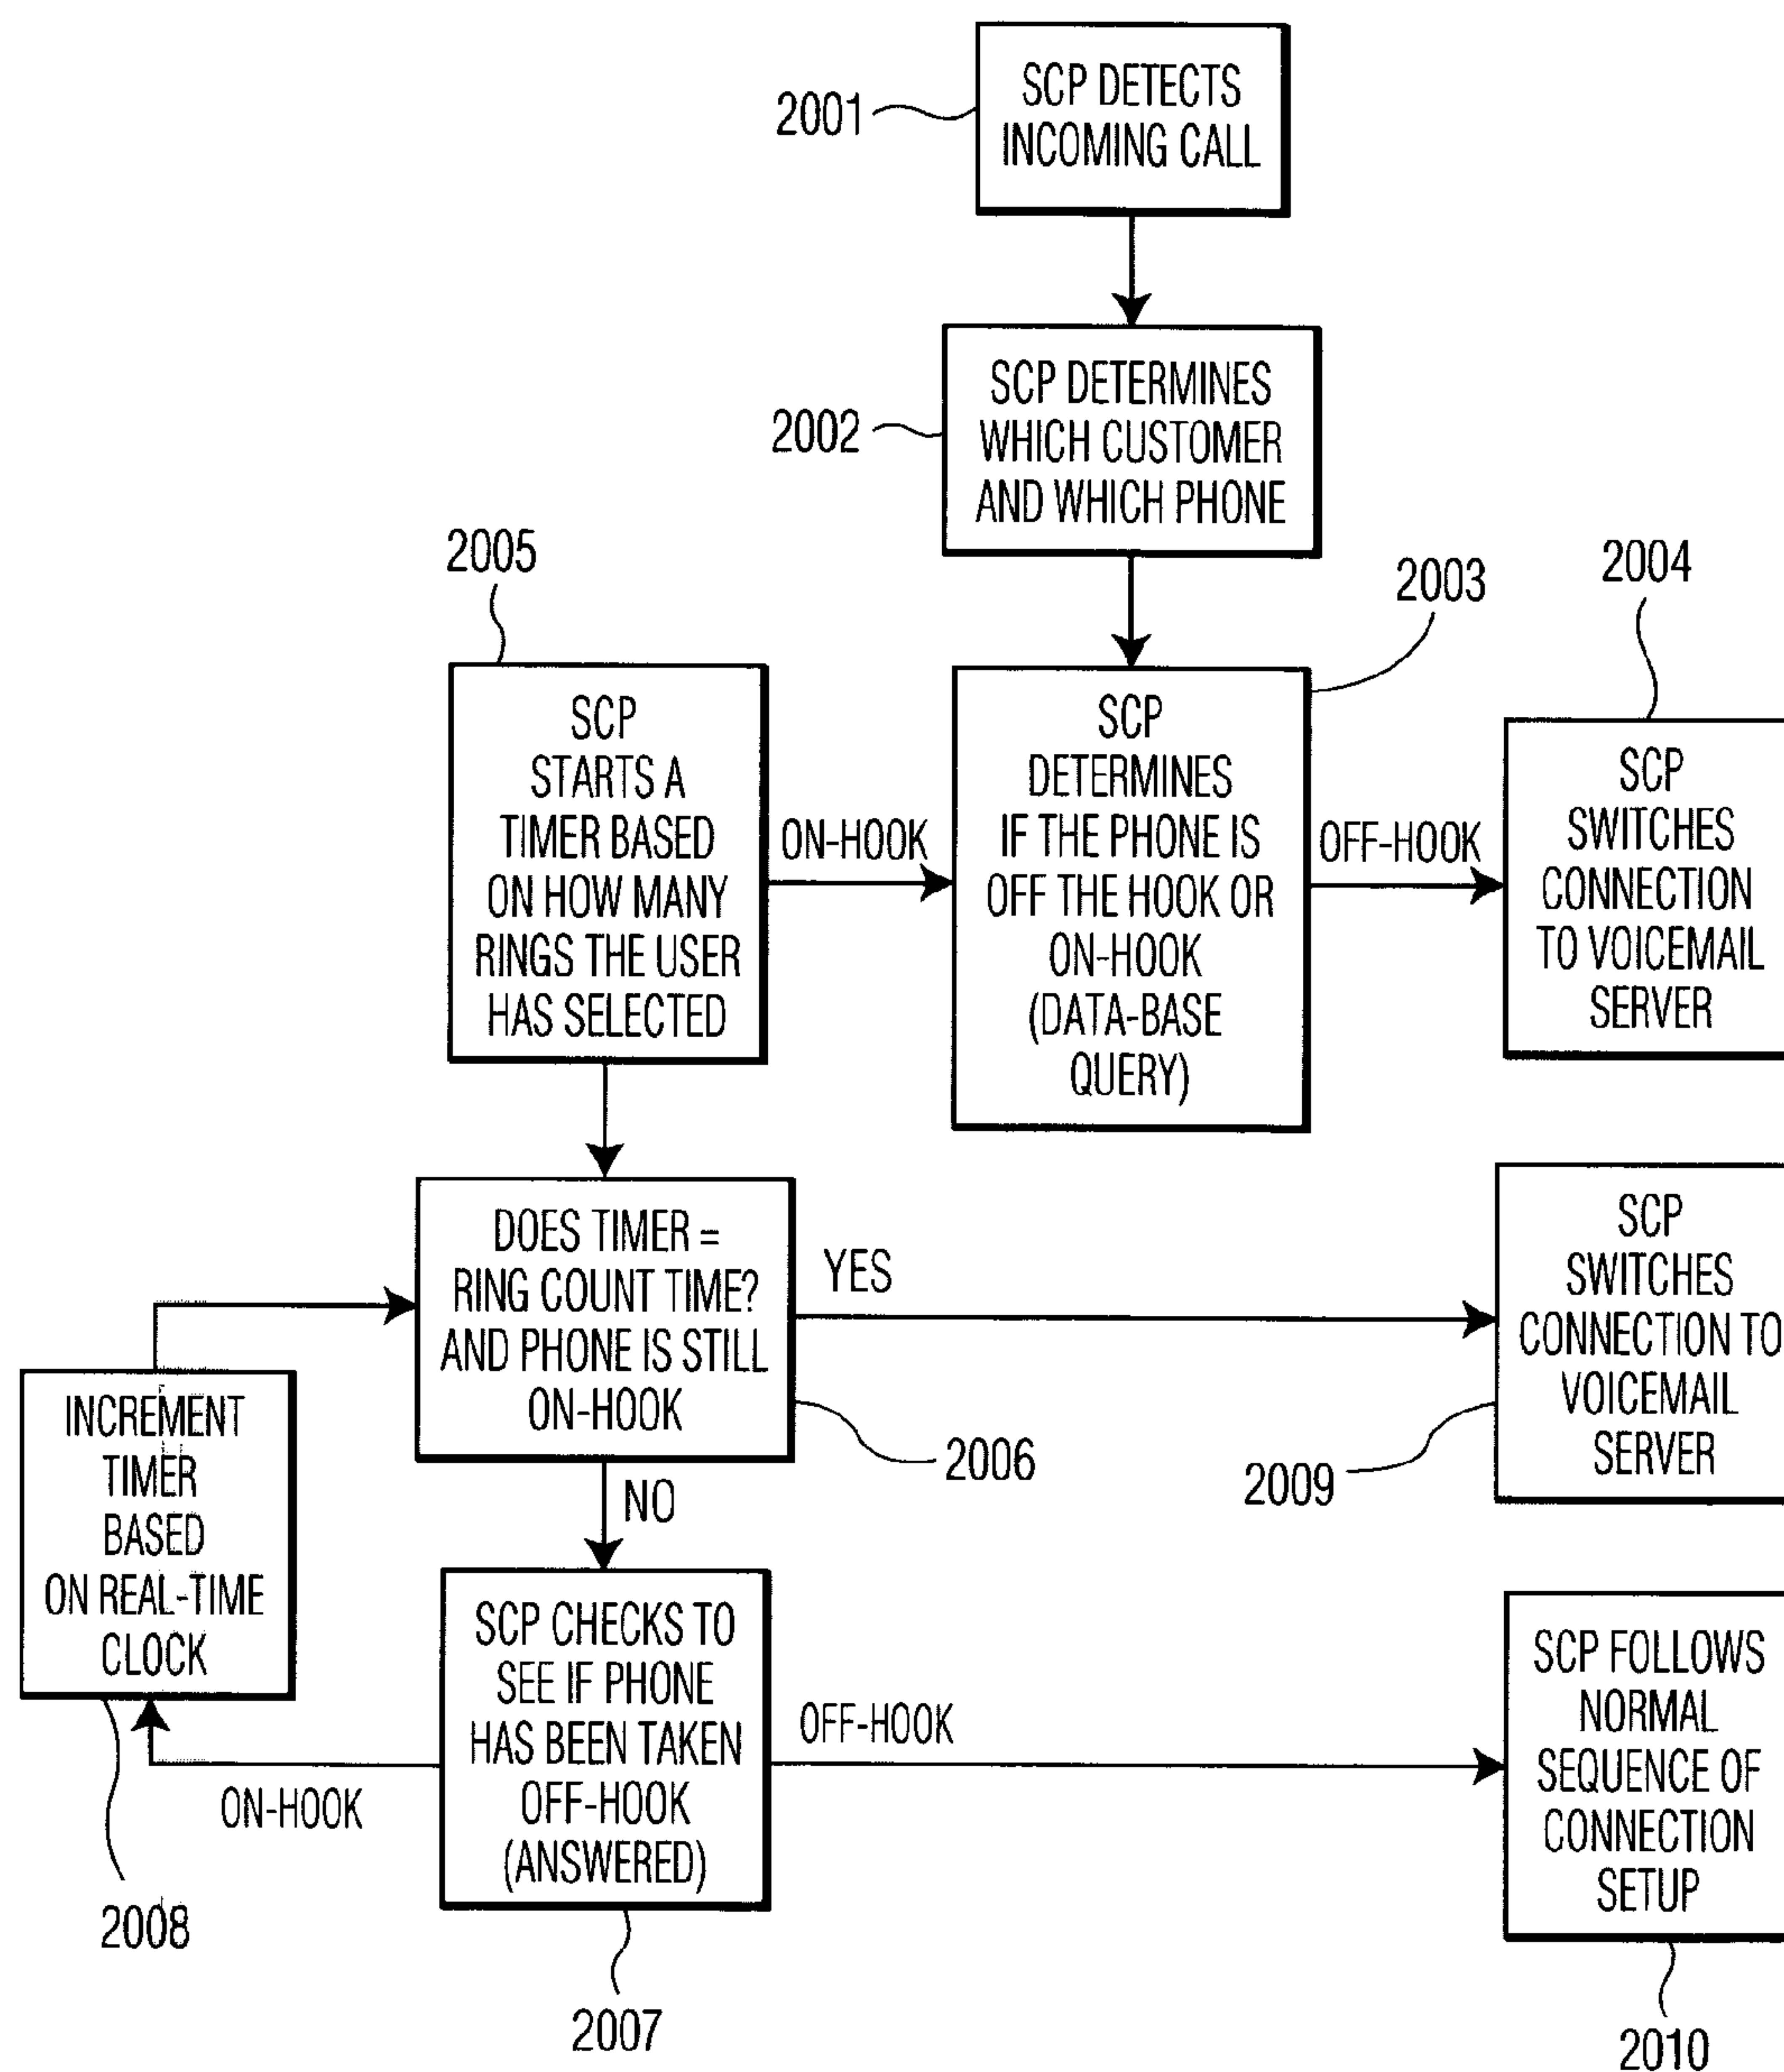 SCP DETECTS
INCOMING CALL
2001
SCP DETERMINES
WHICH CUSTOMER
AND WHICH PHONE
2002
2005
2003
2004
SCP
STARTS A
TIMER BASED
ON HOW MANY
RINGS THE USER
HAS SELECTED
ON-HOOK
SCP
DETERMINES
IF THE PHONE IS
OFF THE HOOK OR
ON-HOOK
(DATA-BASE
QUERY)
OFF-HOOK
SCP
SWITCHES
CONNECTION
TO VOICEMAIL
SERVER
DOES TIMER =
RING COUNT TIME?
AND PHONE IS STILL
ON-HOOK
YES
2006
NO
SCP
SWITCHES
CONNECTION TO
VOICEMAIL
SERVER
2009
INCREMENT
TIMER
BASED
ON REAL-TIME
CLOCK
2008
ON-HOOK
SCP CHECKS TO
SEE IF PHONE
HAS BEEN TAKEN
OFF-HOOK
(ANSWERED)
2007
OFF-HOOK
SCP FOLLOWS
NORMAL
SEQUENCE OF
CONNECTION
SETUP
2010